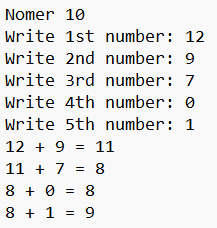 Nomer 10
Write 1st number: 12
Write 2nd number: 9
Write 3rd number: 7
Write 4th number: 0
Write 5th number: 1
12 + 9 = 11
11 + 7 = 8
8 + 0 = 8
8 + 1 = 9